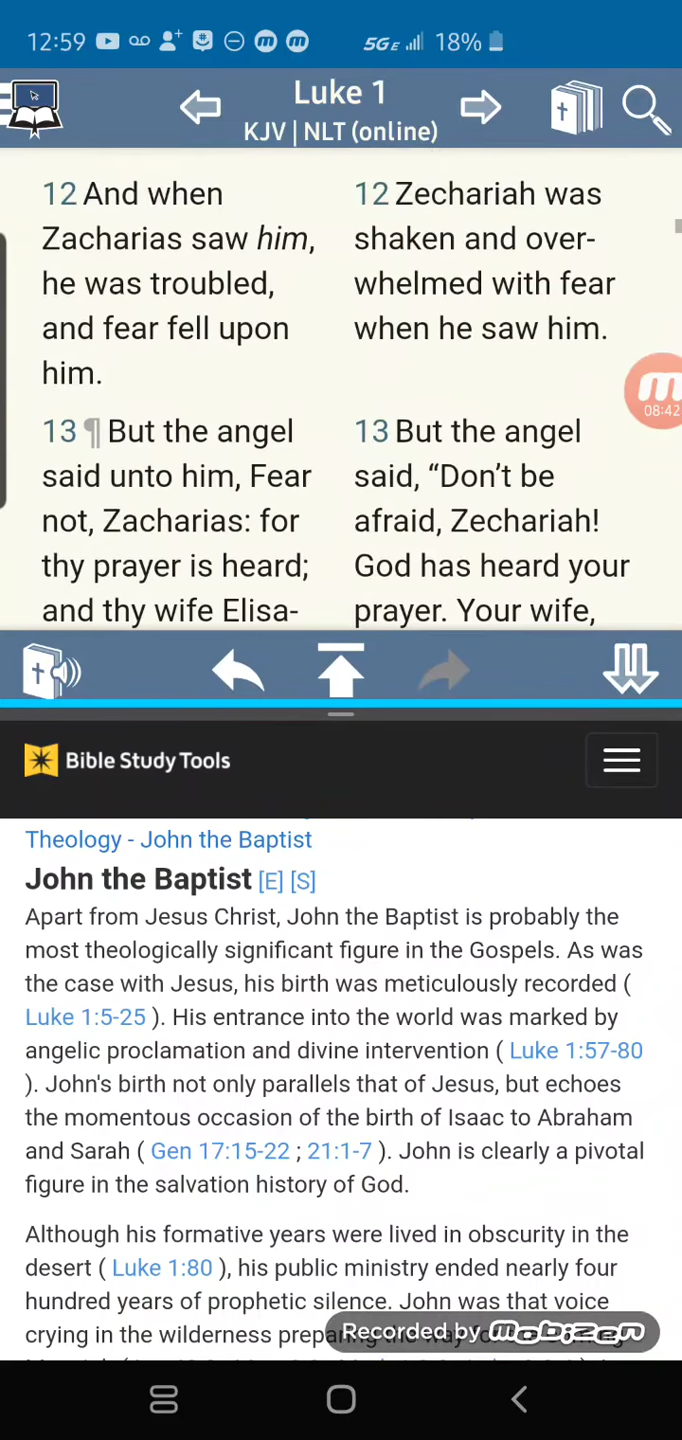 12:59 5GE 18%
Luke 1
KJV | NLT (online)
12 And when
Zacharias saw him,
he was troubled,
and fear fell upon
him.
13 ¶ But the angel
said unto him, Fear
not, Zacharias: for
thy prayer is heard;
and thy wife Elisa-
12 Zechariah was
shaken and over-
whelmed with fear
when he saw him.
13 But the angel
said, “Don’t be
afraid, Zechariah!
God has heard your
prayer. Your wife,
08:42
Bible Study Tools
Theology - John the Baptist
John the Baptist [E] [S]
Apart from Jesus Christ, John the Baptist is probably the
most theologically significant figure in the Gospels. As was
the case with Jesus, his birth was meticulously recorded (
Luke 1:5-25 ). His entrance into the world was marked by
angelic proclamation and divine intervention ( Luke 1:57-80
). John's birth not only parallels that of Jesus, but echoes
the momentous occasion of the birth of Isaac to Abraham
and Sarah ( Gen 17:15-22 ; 21:1-7 ). John is clearly a pivotal
figure in the salvation history of God.
Although his formative years were lived in obscurity in the
desert ( Luke 1:80 ), his public ministry ended nearly four
hundred years of prophetic silence. John was that voice
crying in the wilderness
Recorded by mobizen